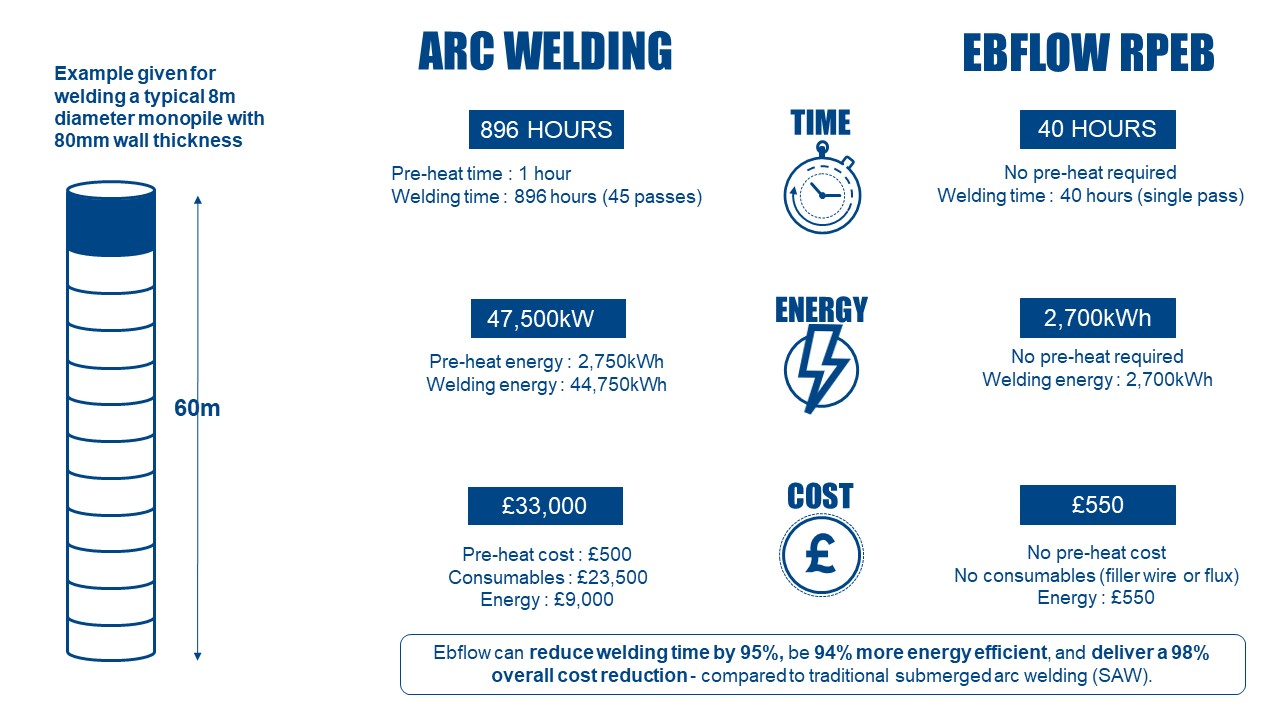 Example given for
welding a typical 8m
diameter monopile with
80mm wall thickness
60m
ARC WELDING
896 HOURS
Pre-heat time : 1 hour
Welding time : 896 hours (45 passes)
47,500kW
Pre-heat energy : 2,750kWh
Welding energy : 44,750kWh
£33,000
Pre-heat cost : £500
Consumables : £23,500
Energy : £9,000
TIME
ENERGY
COST
£
EBFLOW RPEB
40 HOURS
No pre-heat required
Welding time : 40 hours (single pass)
2,700kWh
No pre-heat required
Welding energy : 2,700kWh
£550
No pre-heat cost
No consumables (filler wire or flux)
Energy : £550
Ebflow can reduce welding time by 95%, be 94% more energy efficient, and deliver a 98%
overall cost reduction - compared to traditional submerged arc welding (SAW).